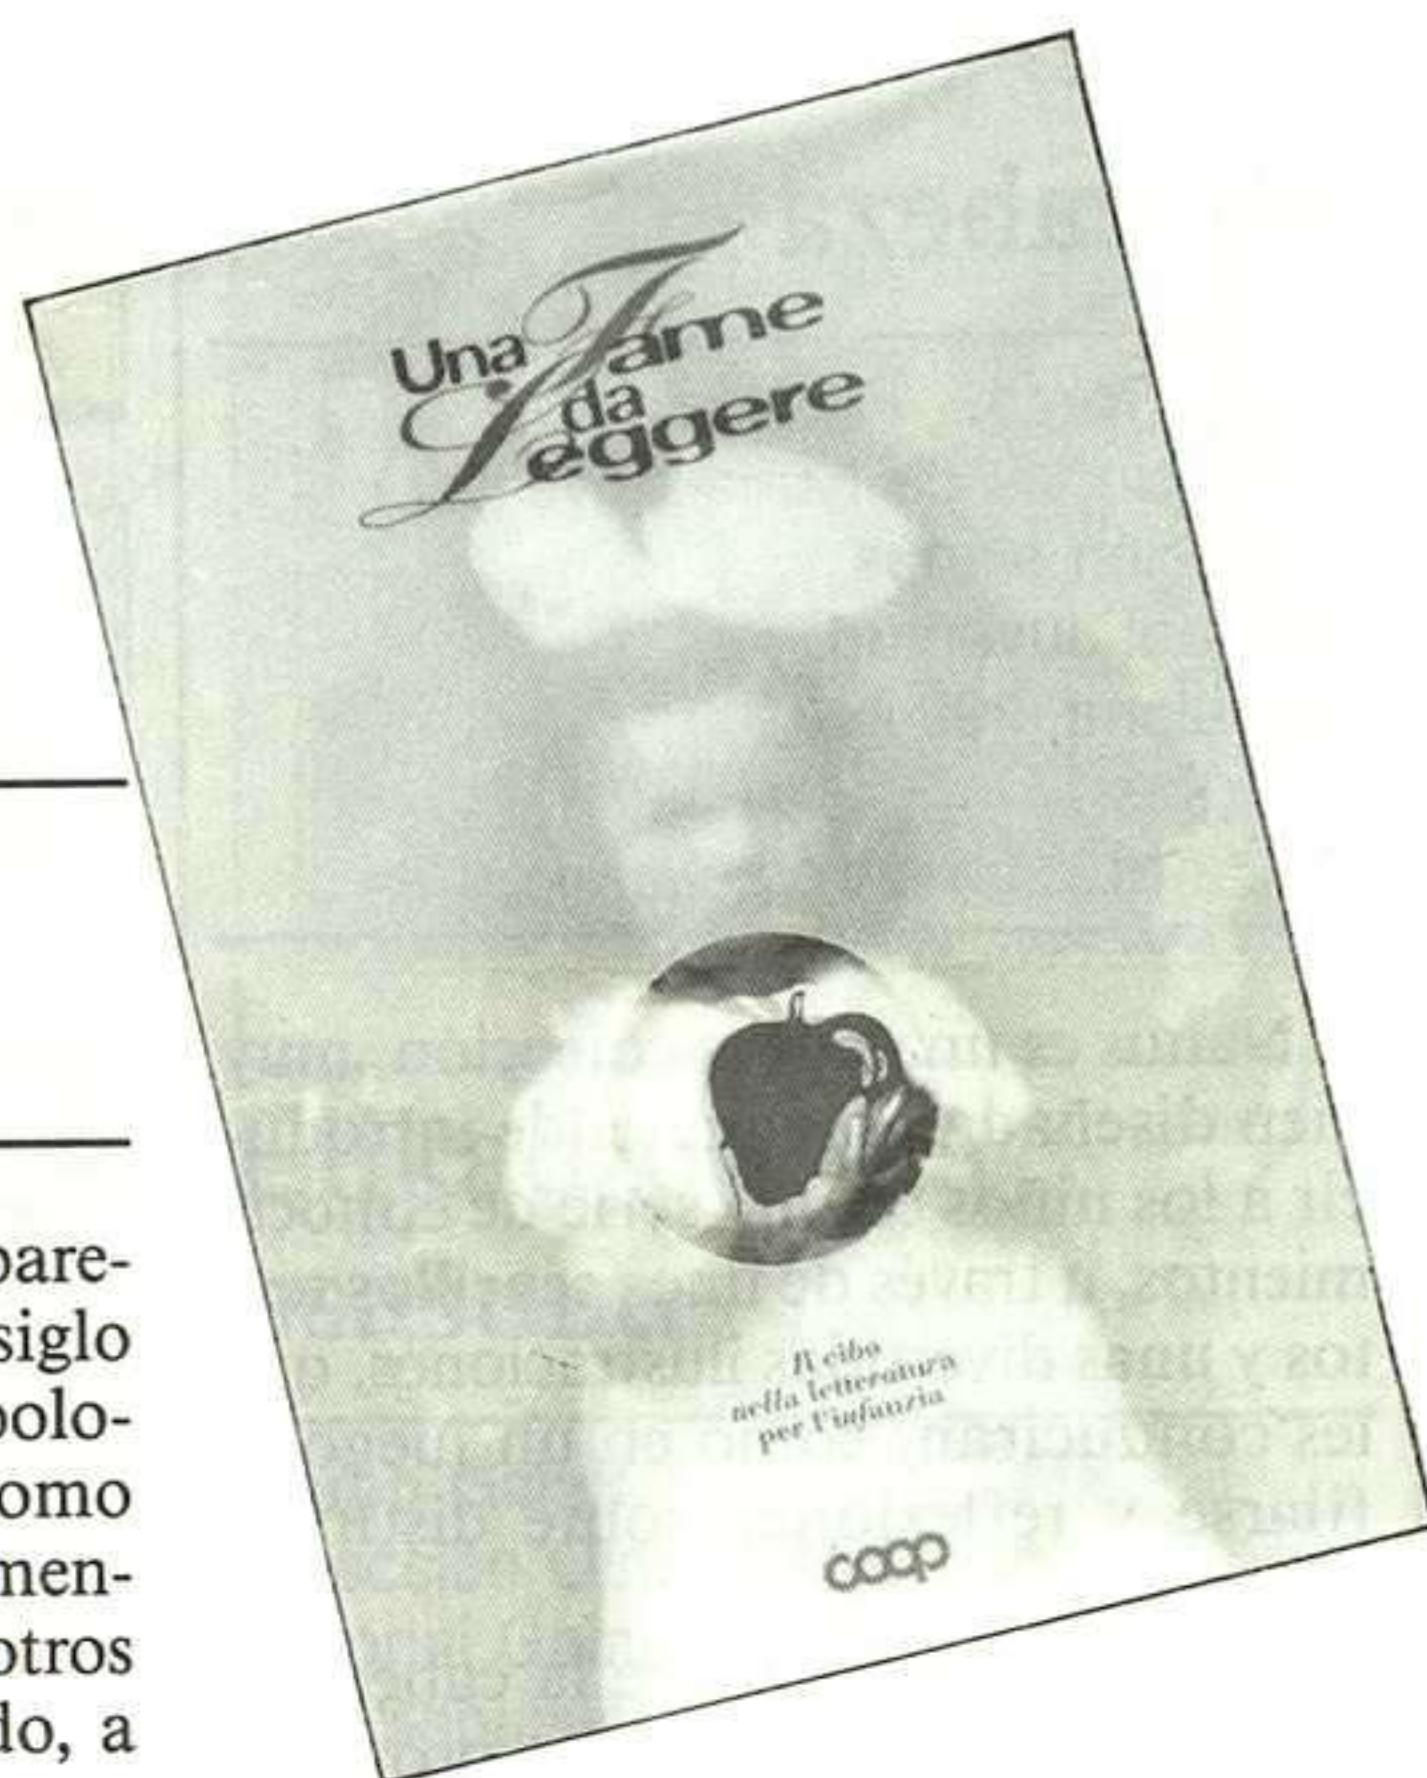 Una Fame
da
Leggere
Il cibo
nella letteratura
per l'infanzia
coop
pare-
siglo
polo-
omo
men-
otros
do, a